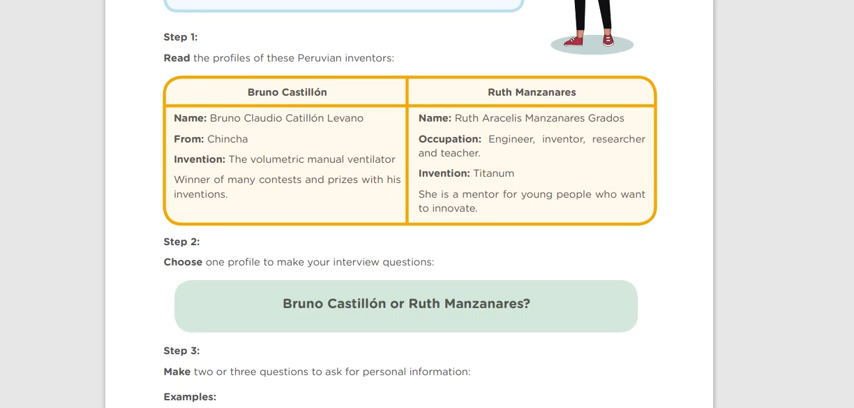 Step 1:
Read the profiles of these Peruvian inventors:
Bruno Castillón
Ruth Manzanares
Name: Bruno Claudio Catillón Levano
From: Chincha
Invention: The volumetric manual ventilator
Winner of many contests and prizes with his
inventions.
Name: Ruth Aracelis Manzanares Grados
Occupation: Engineer, inventor, researcher
and teacher.
Invention: Titanum
She is a mentor for young people who want
to innovate.
Step 2:
Choose one profile to make your interview questions:
Bruno Castillón or Ruth Manzanares?
Step 3:
Make two or three questions to ask for personal information:
Examples: